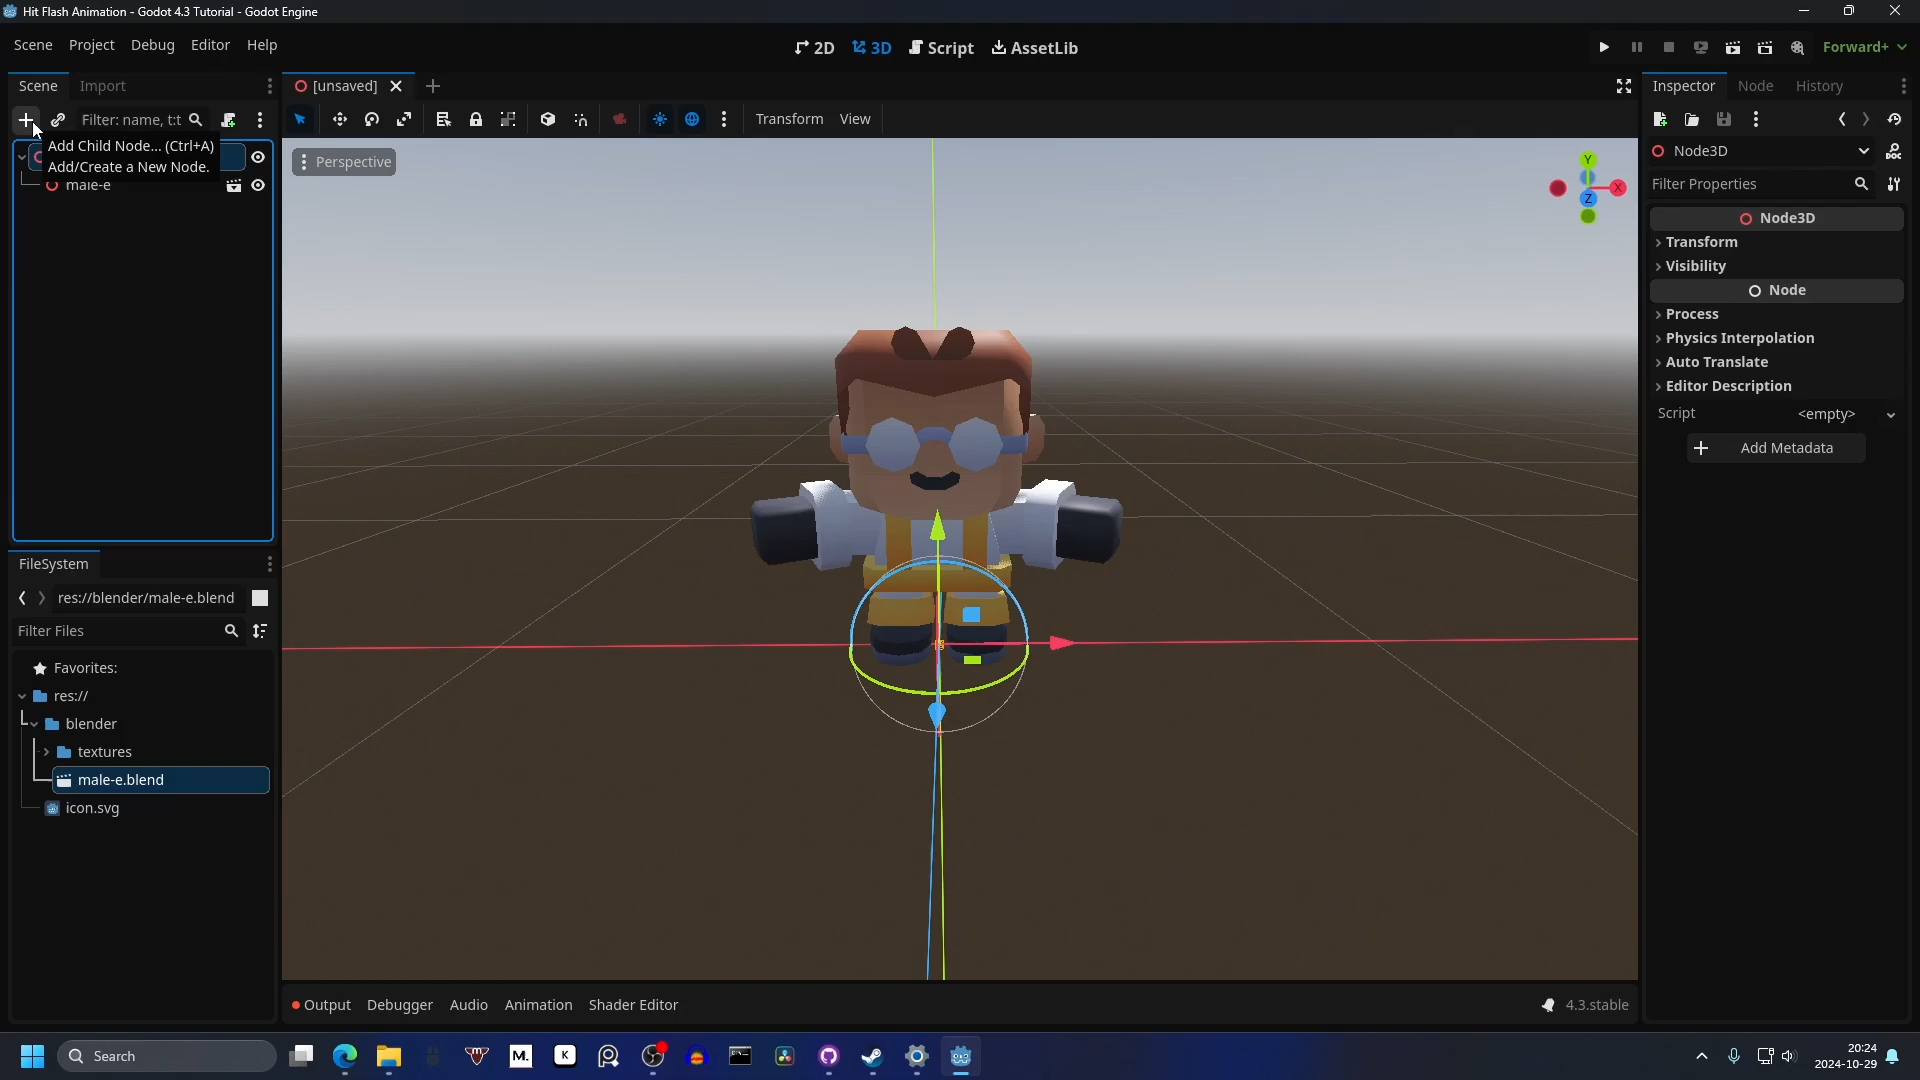 Hit Flash Animation - Godot 4.3 Tutorial - Godot Engine
Scene Project Debug Editor Help
2D 3D Script AssetLib
Forward+
Scene Import
[unsaved]
Inspector Node History
Filter: name, t:t
Transform View
Add Child Node... (Ctrl+A)
Add/Create a New Node.
male-e
Perspective
Y
X
Z
Node3D
Filter Properties
Node3D
Transform
Visibility
Node
Process
Physics Interpolation
Auto Translate
Editor Description
Script <empty>
Add Metadata
FileSystem
res://blender/male-e.blend
Filter Files
Favorites:
res://
blender
textures
male-e.blend
icon.svg
Output Debugger Audio Animation Shader Editor
4.3.stable
Search
M.
K
20:24
2024-10-29